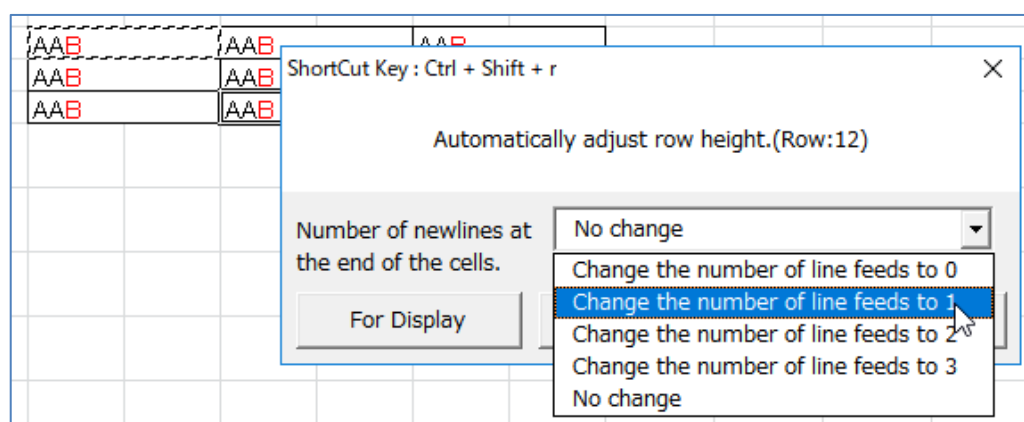 AAB AAB AAB
ShortCut Key : Ctrl + Shift + r
AAB AAB
AAB AAB
Automatically adjust row height.(Row:12)
Number of newlines at
the end of the cells.
No change
Change the number of line feeds to 0
Change the number of line feeds to 1
Change the number of line feeds to 2
Change the number of line feeds to 3
No change
For Display